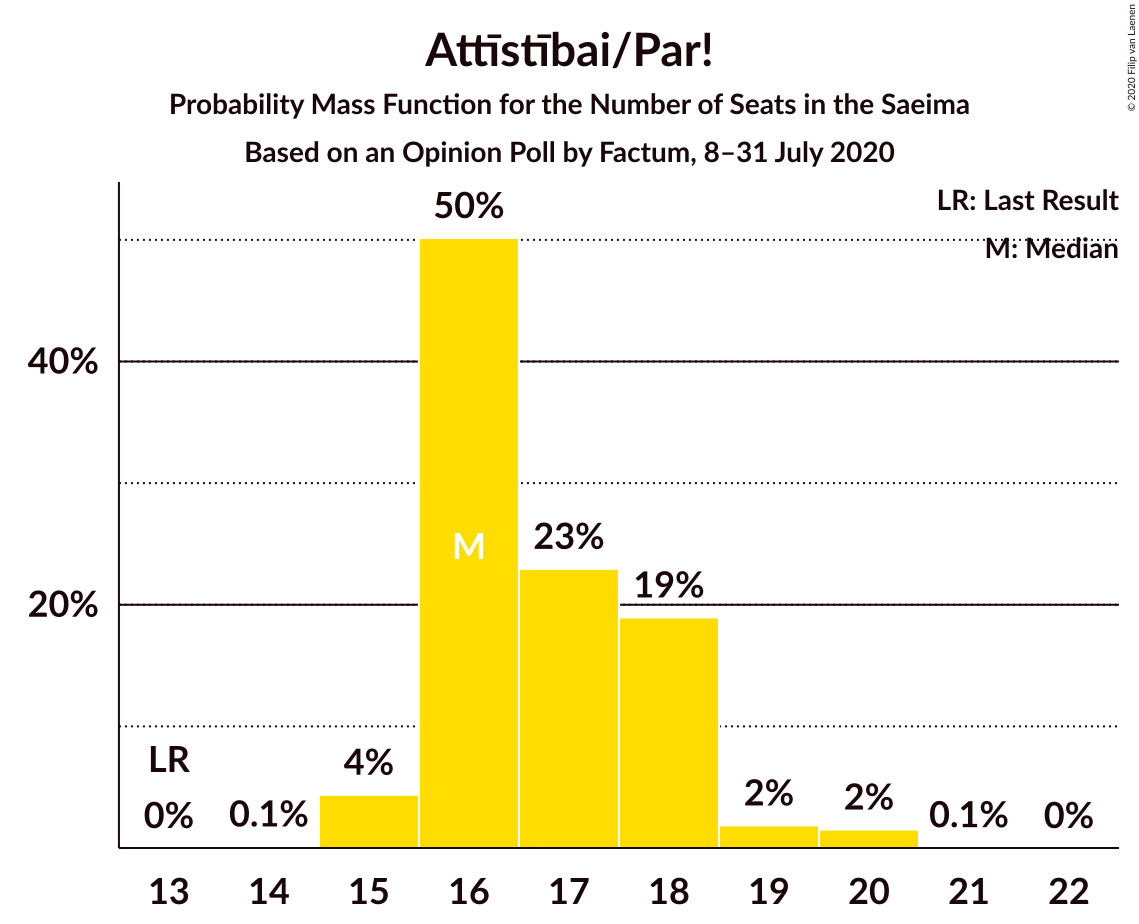 Attīstībai/Par!
Probability Mass Function for the Number of Seats in the Saeima
Based on an Opinion Poll by Factum, 8–31 July 2020
© 2020 Filip van Laenen
LR: Last Result
M: Median
50%
40%
23%
M
19%
20%
LR
0%
0.1%
4%
2%
2%
0.1%
0%
13 14 15 16 17 18 19 20 21 22